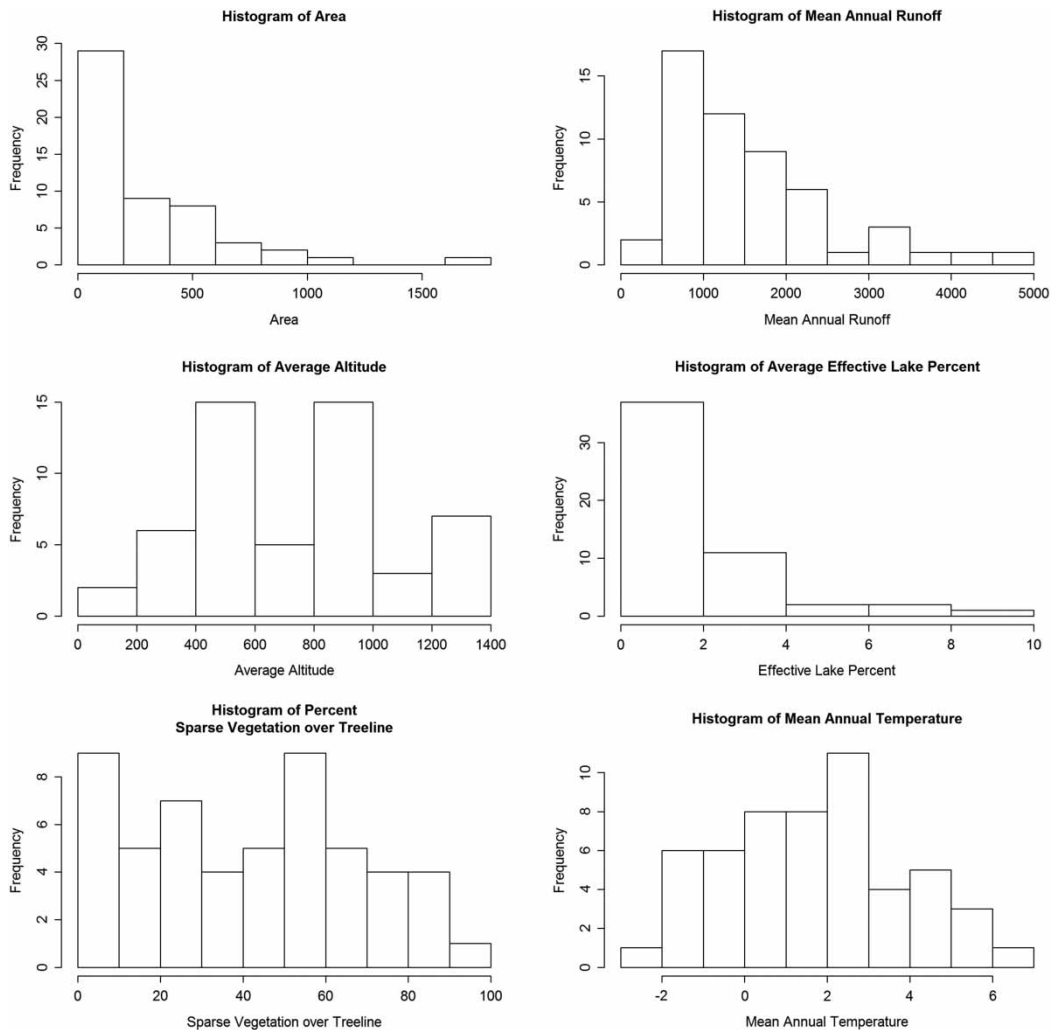 Histogram of Area
Frequency
0 5 10 15 20 25 30
0 500 1000 1500
Area
Histogram of Mean Annual Runoff
Frequency
0 5 10 15
0 1000 2000 3000 4000 5000
Mean Annual Runoff
Histogram of Average Altitude
Frequency
0 5 10 15
0 200 400 600 800 1000 1200 1400
Average Altitude
Histogram of Average Effective Lake Percent
Frequency
0 10 20 30
0 2 4 6 8 10
Effective Lake Percent
Histogram of Percent
Sparse Vegetation over Treeline
Frequency
0 2 4 6 8
0 20 40 60 80 100
Sparse Vegetation over Treeline
Histogram of Mean Annual Temperature
Frequency
0 2 4 6 8 10
-2 0 2 4 6
Mean Annual Temperature